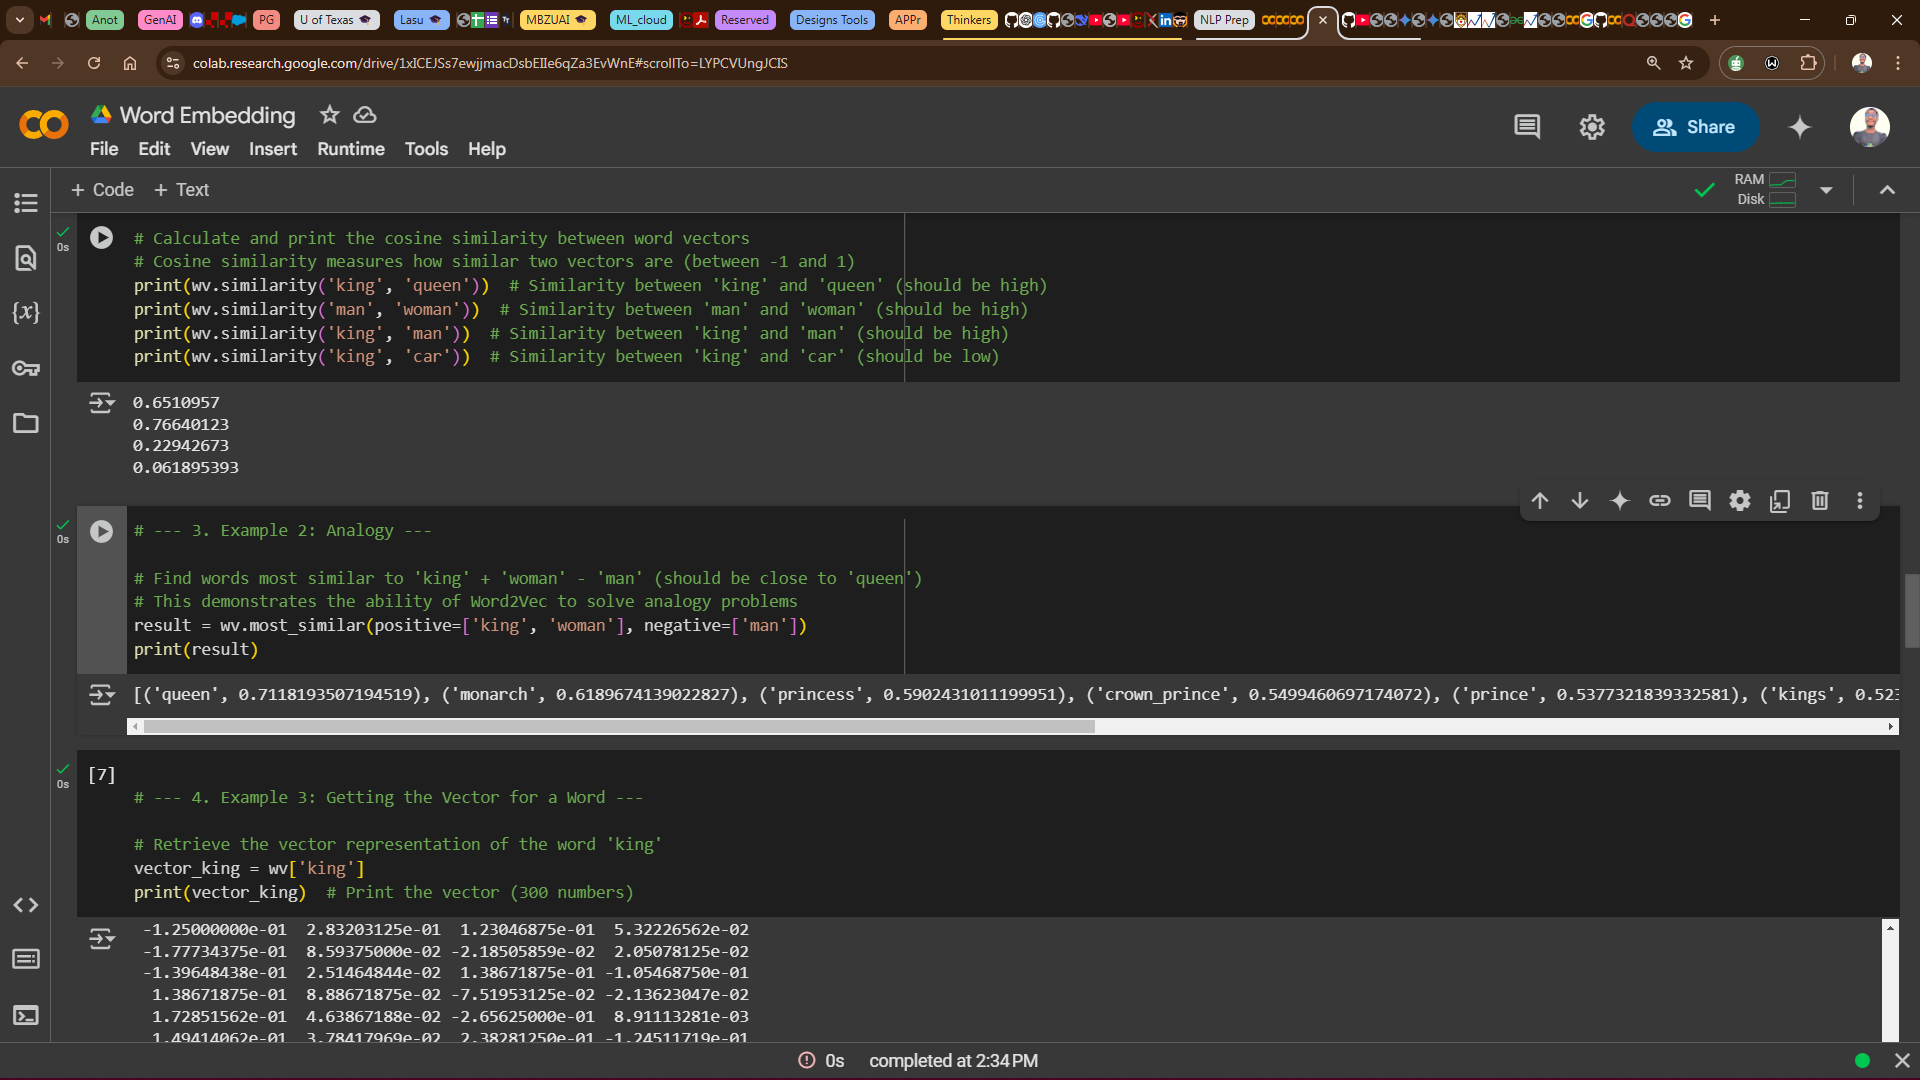 Anot
GenAI
PG
U of Texas 🎓
Lasu 🎓
MBZUAI 🎓
ML_cloud
Reserved
Designs Tools
APPr
Thinkers
NLP Prep
colab.research.google.com/drive/1xICEJSs7ewjjmacDsbEIIe6qZa3EvWnE#scrollTo=LYPCVUngJCIS
Word Embedding
Share
File Edit View Insert Runtime Tools Help
+ Code + Text
RAM
Disk
0s
# Calculate and print the cosine similarity between word vectors
# Cosine similarity measures how similar two vectors are (between -1 and 1)
print(wv.similarity('king', 'queen'))  # Similarity between 'king' and 'queen' (should be high)
print(wv.similarity('man', 'woman'))  # Similarity between 'man' and 'woman' (should be high)
print(wv.similarity('king', 'man'))  # Similarity between 'king' and 'man' (should be high)
print(wv.similarity('king', 'car'))  # Similarity between 'king' and 'car' (should be low)
0.6510957
0.76640123
0.22942673
0.061895393
0s
# --- 3. Example 2: Analogy ---
# Find words most similar to 'king' + 'woman' - 'man' (should be close to 'queen')
# This demonstrates the ability of Word2Vec to solve analogy problems
result = wv.most_similar(positive=['king', 'woman'], negative=['man'])
print(result)
[('queen', 0.7118193507194519), ('monarch', 0.6189674139022827), ('princess', 0.5902431011199951), ('crown_prince', 0.5499460697174072), ('prince', 0.5377321839332581), ('kings', 0.523
0s
[7]
# --- 4. Example 3: Getting the Vector for a Word ---
# Retrieve the vector representation of the word 'king'
vector_king = wv['king']
print(vector_king)  # Print the vector (300 numbers)
-1.25000000e-01  2.83203125e-01  1.23046875e-01  5.32226562e-02
-1.77734375e-01  8.59375000e-02 -2.18505859e-02  2.05078125e-02
-1.39648438e-01  2.51464844e-02  1.38671875e-01 -1.05468750e-01
1.38671875e-01  8.88671875e-02 -7.51953125e-02 -2.13623047e-02
1.72851562e-01  4.63867188e-02 -2.65625000e-01  8.91113281e-03
1.49414062e-01  3.78417969e-02  2.38281250e-01 -1.24511719e-01
0s completed at 2:34 PM